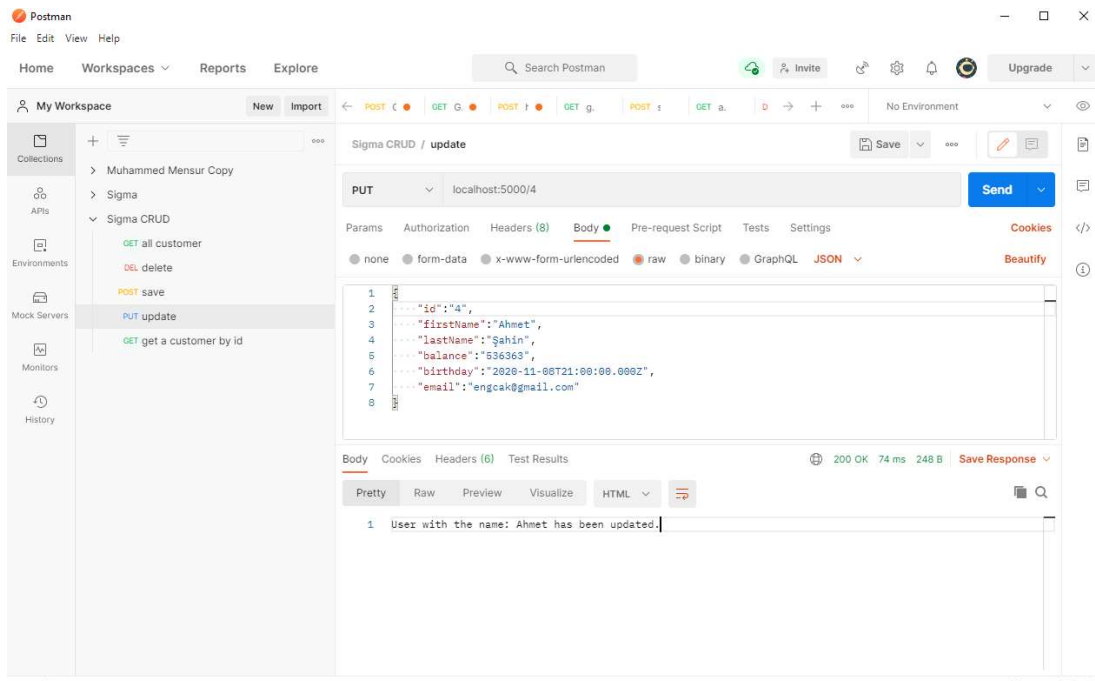 Postman
File Edit View Help
Home Workspaces Reports Explore Search Postman Invite Upgrade
My Workspace New Import POST GET G. POST GET g. POST s GET a. D No Environment
Collections
APIs
Environments
Mock Servers
Monitors
History
Muhammed Mensur Copy
Sigma
Sigma CRUD
GET all customer
DEL delete
POST save
PUT update
GET get a customer by id
Sigma CRUD / update Save
PUT localhost:5000/4 Send
Params Authorization Headers (8) Body Pre-request Script Tests Settings Cookies
none form-data x-www-form-urlencoded raw binary GraphQL JSON Beautify
1 {
2 "id":"4",
3 "firstName":"Ahmet",
4 "lastName":"Şahin",
5 "balance":"536363",
6 "birthday":"2020-11-08T21:00:00.000Z",
7 "email":"engcak@gmail.com"
8 }
Body Cookies Headers (6) Test Results 200 OK 74 ms 248 B Save Response
Pretty Raw Preview Visualize HTML
1 User with the name: Ahmet has been updated.